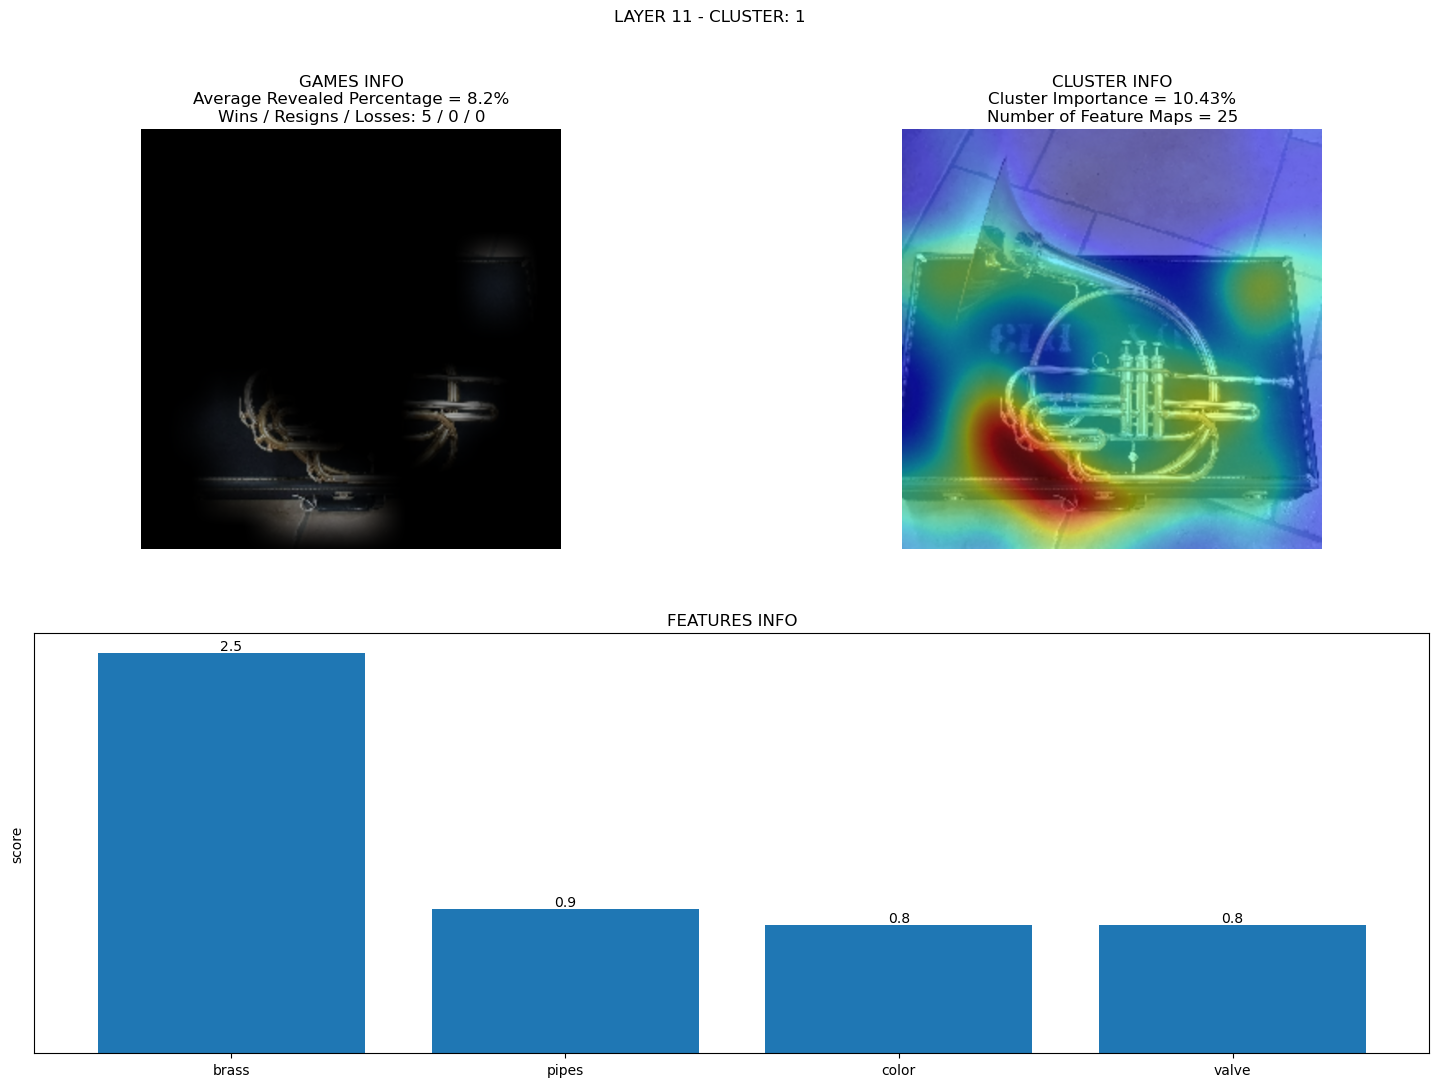 LAYER 11 - CLUSTER: 1
GAMES INFO
Average Revealed Percentage = 8.2%
Wins / Resigns / Losses: 5 / 0 / 0
CLUSTER INFO
Cluster Importance = 10.43%
Number of Feature Maps = 25
FEATURES INFO
score
2.5
0.9
0.8
0.8
brass
pipes
color
valve